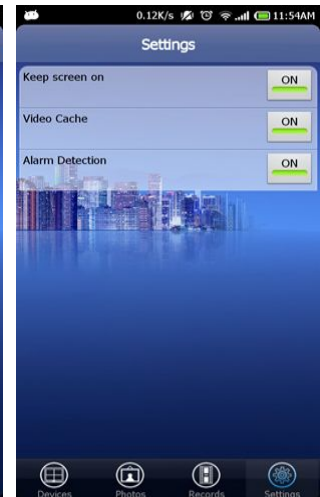 0.12K/s 11:54AM
Settings
Keep screen on ON
Video Cache ON
Alarm Detection ON
Devices Photos Records Settings